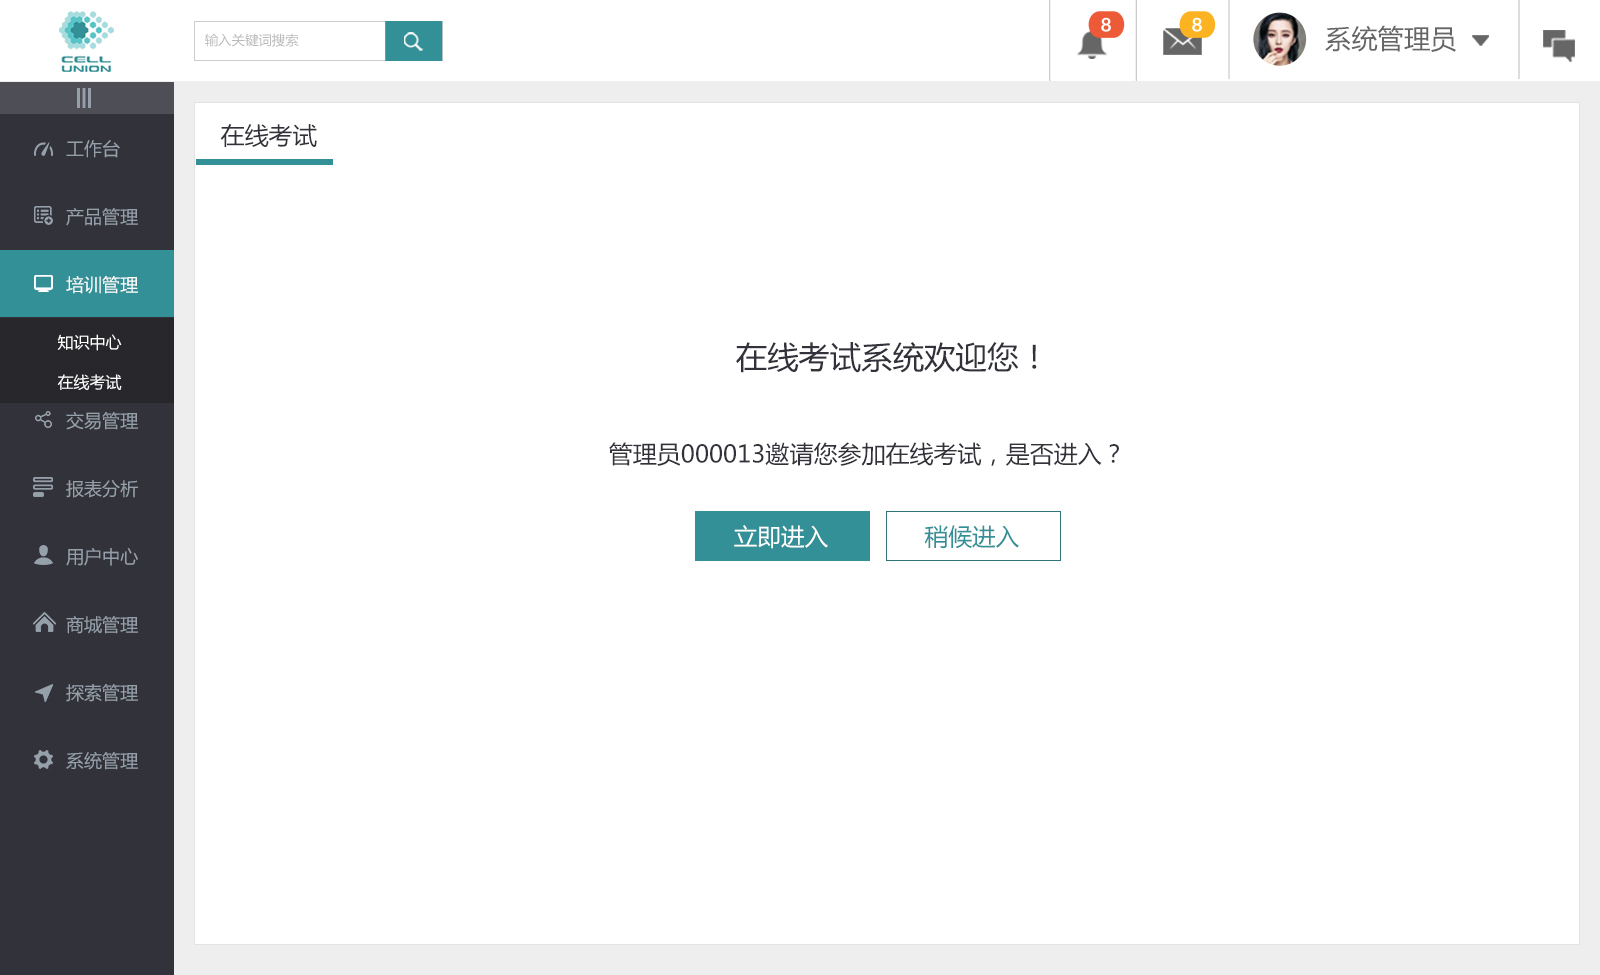 CELL
UNION
输入关键词搜索
8
8
系统管理员
工作台
产品管理
培训管理
知识中心
在线考试
交易管理
报表分析
用户中心
商城管理
探索管理
系统管理
在线考试
在线考试系统欢迎您！
管理员000013邀请您参加在线考试，是否进入？
立即进入
稍候进入